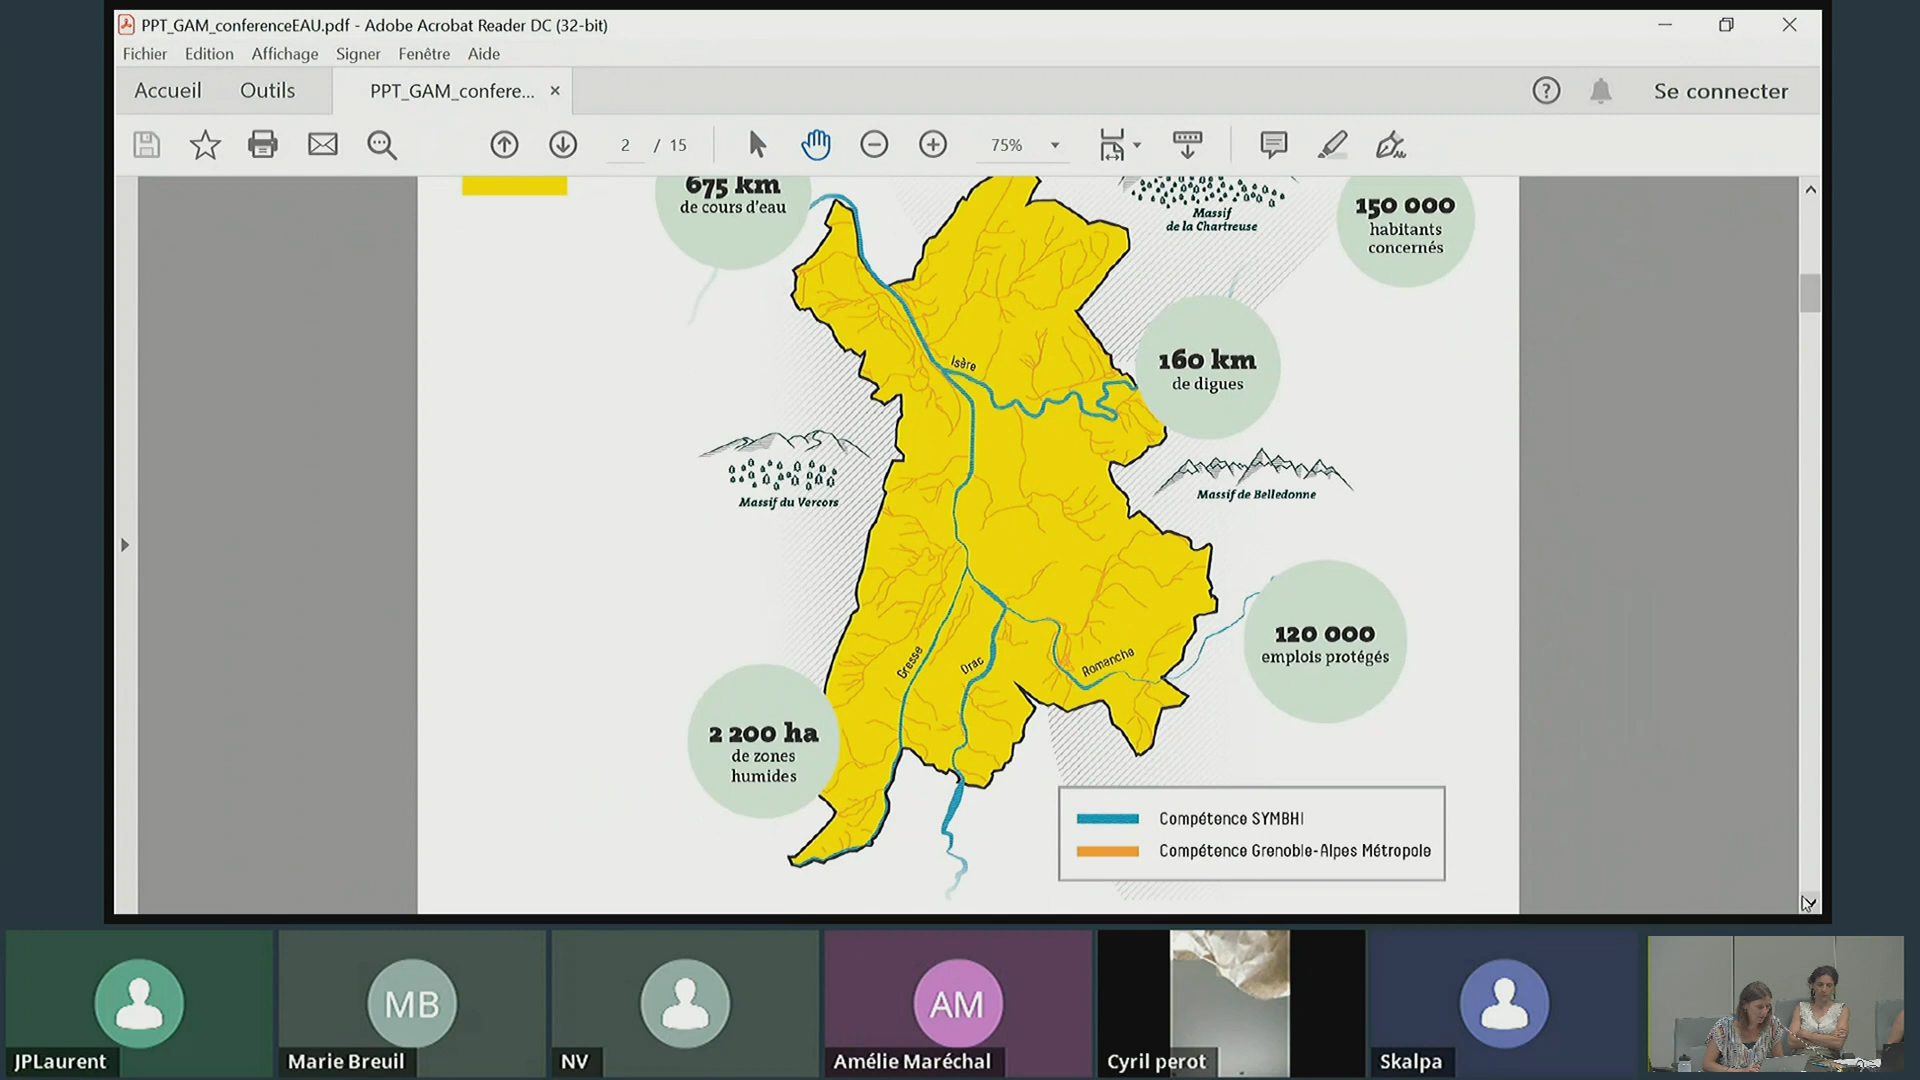 PPT_GAM_conferenceEAU.pdf - Adobe Acrobat Reader DC (32-bit)
Fichier Edition Affichage Signer Fenêtre Aide
Accueil Outils PPT_GAM_confere... × Se connecter
2 / 15 75%
675 km
de cours d'eau
Massif
de la Chartreuse
150 000
habitants
concernés
Isère
160 km
de digues
Massif du Vercors
Massif de Belledonne
120 000
emplois protégés
Gresse
Drac
Romanche
2 200 ha
de zones
humides
Compétence SYMBHI
Compétence Grenoble-Alpes Métropole
MB
AM
JPLaurent
Marie Breuil
NV
Amélie Maréchal
Cyril perot
Skalpa